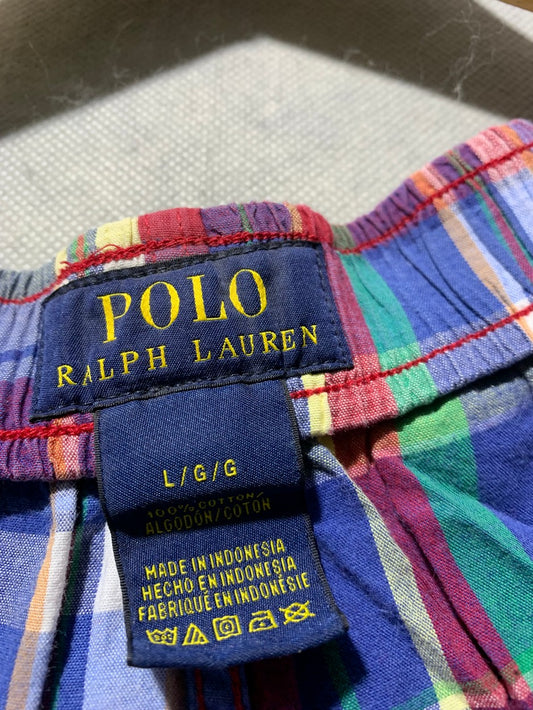 POLO
RALPH LAUREN
L/G/G
100% COTTON/
ALGODÓN/COTON
MADE IN INDONESIA
HECHO EN INDONESIA
FABRIQUÉ EN INDONÉSIE